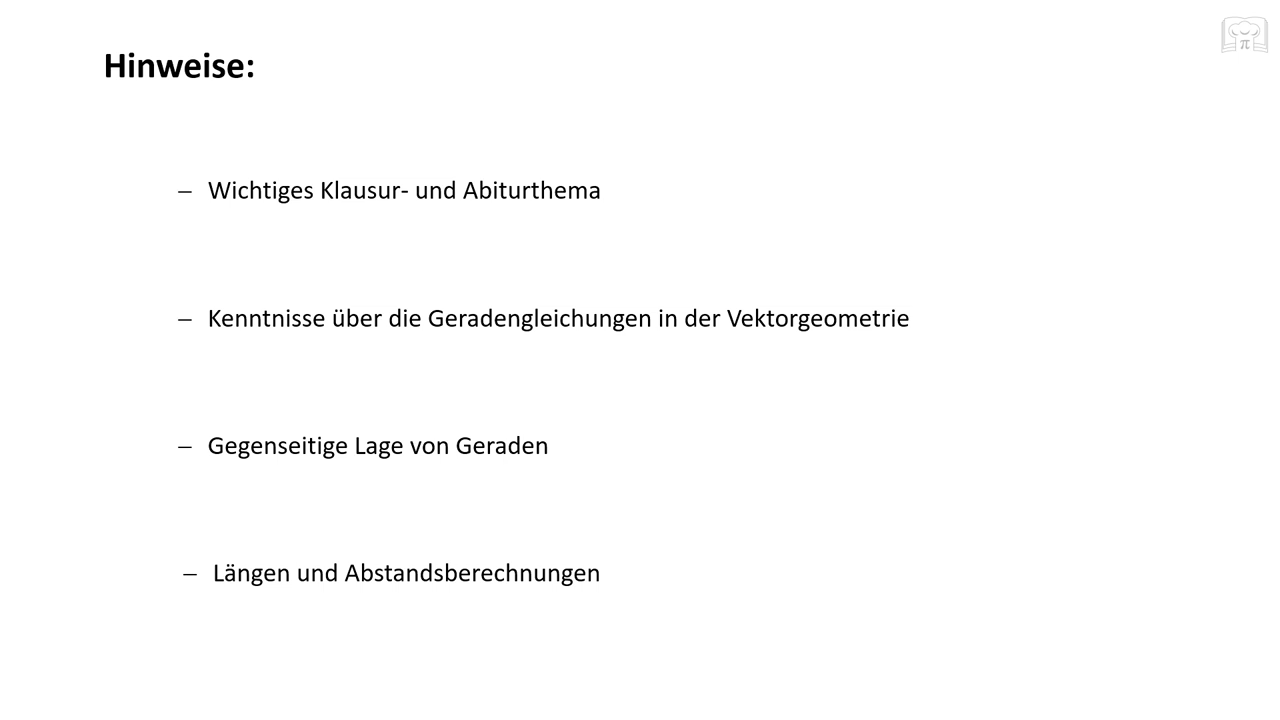 Hinweise:
– Wichtiges Klausur- und Abiturthema
– Kenntnisse über die Geradengleichungen in der Vektorgeometrie
– Gegenseitige Lage von Geraden
– Längen und Abstandsberechnungen